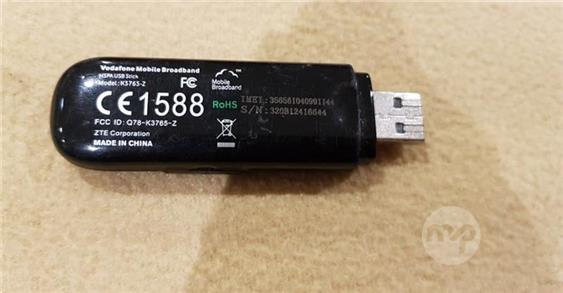 Vodafone Mobile Broadband
HSPA USB Stick
Model: K3765-Z
FC
Mobile
Broadband™
CE1588
RoHS
IMEI:356561040991144
S/N:320B12416644
FCC ID: Q78-K3765-Z
ZTE Corporation
MADE IN CHINA